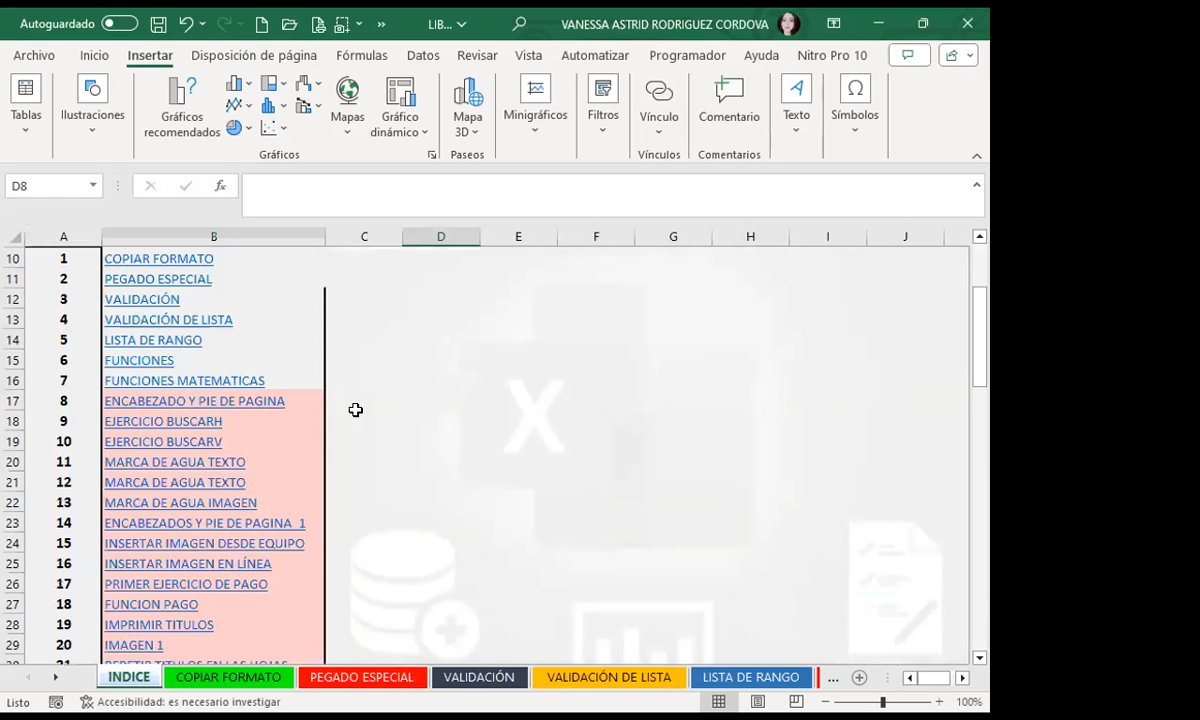 Autoguardado LIB... VANESSA ASTRID RODRIGUEZ CORDOVA
Archivo Inicio Insertar Disposición de página Fórmulas Datos Revisar Vista Automatizar Programador Ayuda Nitro Pro 10
Tablas Ilustraciones Gráficos recomendados Mapas Gráfico dinámico Mapa 3D Minigráficos Filtros Vínculo Comentario Texto Símbolos
Gráficos Paseos Vínculos Comentarios
D8 fx
A B C D E F G H I J
10 1 COPIAR FORMATO
11 2 PEGADO ESPECIAL
12 3 VALIDACIÓN
13 4 VALIDACIÓN DE LISTA
14 5 LISTA DE RANGO
15 6 FUNCIONES
16 7 FUNCIONES MATEMATICAS
17 8 ENCABEZADO Y PIE DE PAGINA
18 9 EJERCICIO BUSCARH
19 10 EJERCICIO BUSCARV
20 11 MARCA DE AGUA TEXTO
21 12 MARCA DE AGUA TEXTO
22 13 MARCA DE AGUA IMAGEN
23 14 ENCABEZADOS Y PIE DE PAGINA 1
24 15 INSERTAR IMAGEN DESDE EQUIPO
25 16 INSERTAR IMAGEN EN LÍNEA
26 17 PRIMER EJERCICIO DE PAGO
27 18 FUNCION PAGO
28 19 IMPRIMIR TITULOS
29 20 IMAGEN 1
REPETIR TITULOS EN LAS HOJAS
INDICE COPIAR FORMATO PEGADO ESPECIAL VALIDACIÓN VALIDACIÓN DE LISTA LISTA DE RANGO ...
Listo Accesibilidad: es necesario investigar 100%